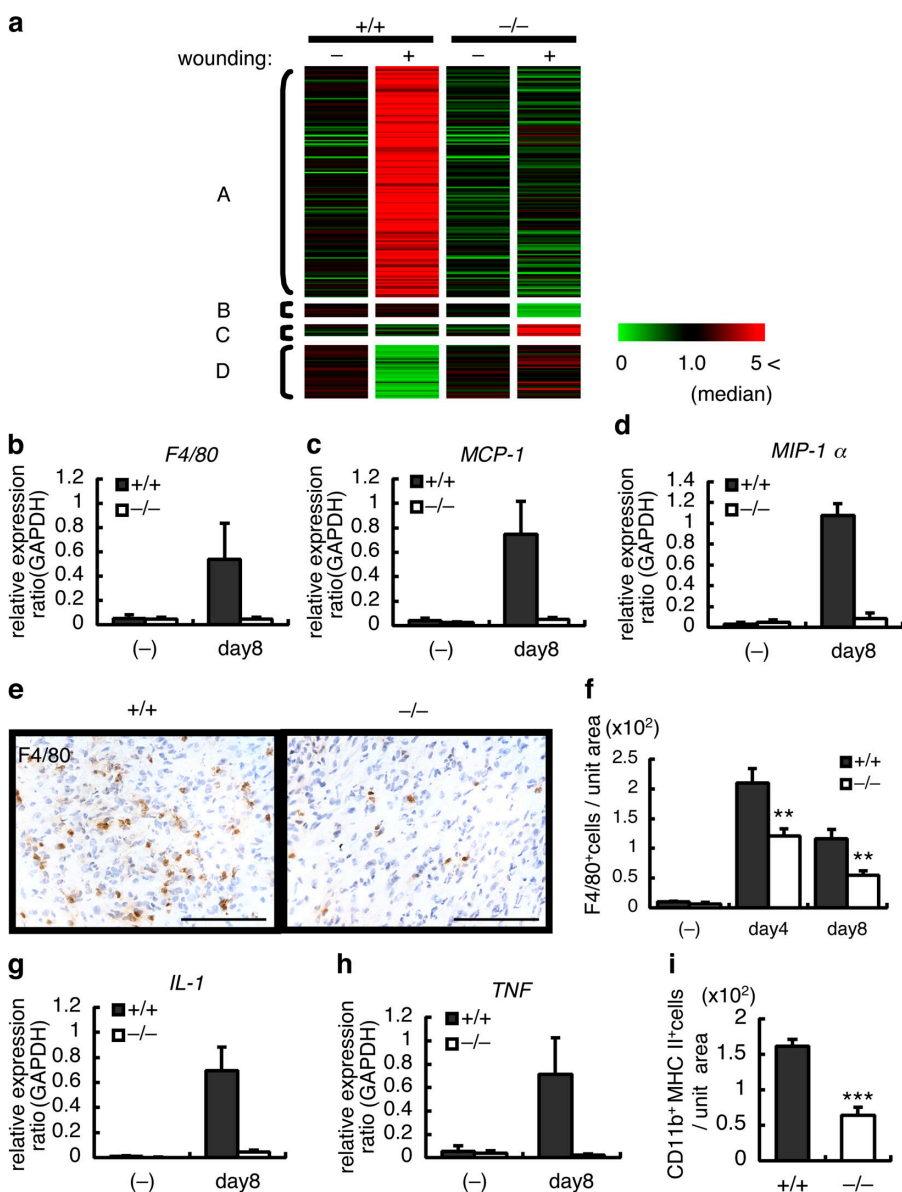 a
+/+ –/–
wounding: – + – +
A
B
C
D
0 1.0 5 <
(median)
b
F4/80
relative expression
ratio(GAPDH)
1.2
1
0.8
0.6
0.4
0.2
0
+/+
–/–
(–) day8
c
MCP-1
relative expression
ratio(GAPDH)
1.2
1
0.8
0.6
0.4
0.2
0
+/+
–/–
(–) day8
d
MIP-1 α
relative expression
ratio (GAPDH)
1.4
1.2
1
0.8
0.6
0.4
0.2
0
+/+
–/–
(–) day8
e
+/+ –/–
F4/80
f
(x10²)
F4/80⁺cells / unit area
2.5
2
1.5
1
0.5
0
+/+
–/–
**
**
(–) day4 day8
g
IL-1
relative expression
ratio (GAPDH)
1.2
1
0.8
0.6
0.4
0.2
0
+/+
–/–
(–) day8
h
TNF
relative expression
ratio (GAPDH)
1.2
1
0.8
0.6
0.4
0.2
0
+/+
–/–
(–) day8
i
(x10²)
CD11b⁺ MHC II⁺cells
/ unit area
2
1.5
1
0.5
0
***
+/+ –/–